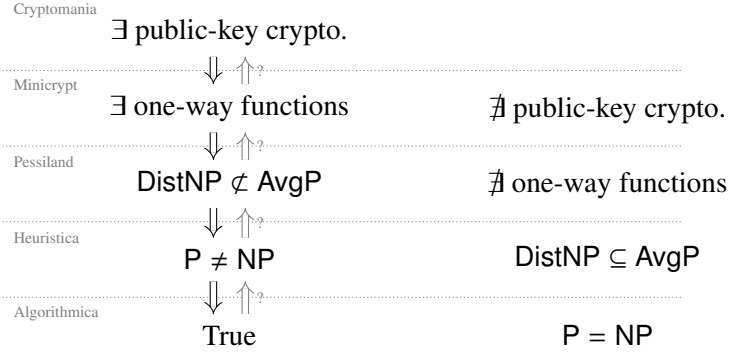 Cryptomania
∃ public-key crypto.
⇓ ⇑?
Minicrypt
∃ one-way functions ∄ public-key crypto.
⇓ ⇑?
Pessiland
DistNP ⊄ AvgP ∄ one-way functions
⇓ ⇑?
Heuristica
P ≠ NP DistNP ⊆ AvgP
⇓ ⇑?
Algorithmica
True P = NP